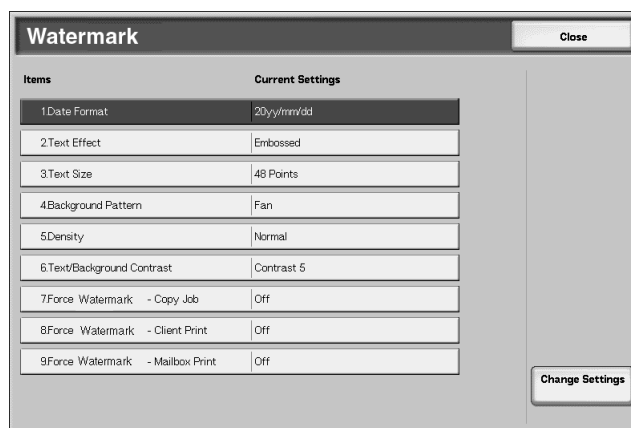 Watermark Close
Items Current Settings
1.Date Format 20yy/mm/dd
2.Text Effect Embossed
3.Text Size 48 Points
4.Background Pattern Fan
5.Density Normal
6.Text/Background Contrast Contrast 5
7.Force Watermark - Copy Job Off
8.Force Watermark - Client Print Off
9.Force Watermark - Mailbox Print Off
Change Settings